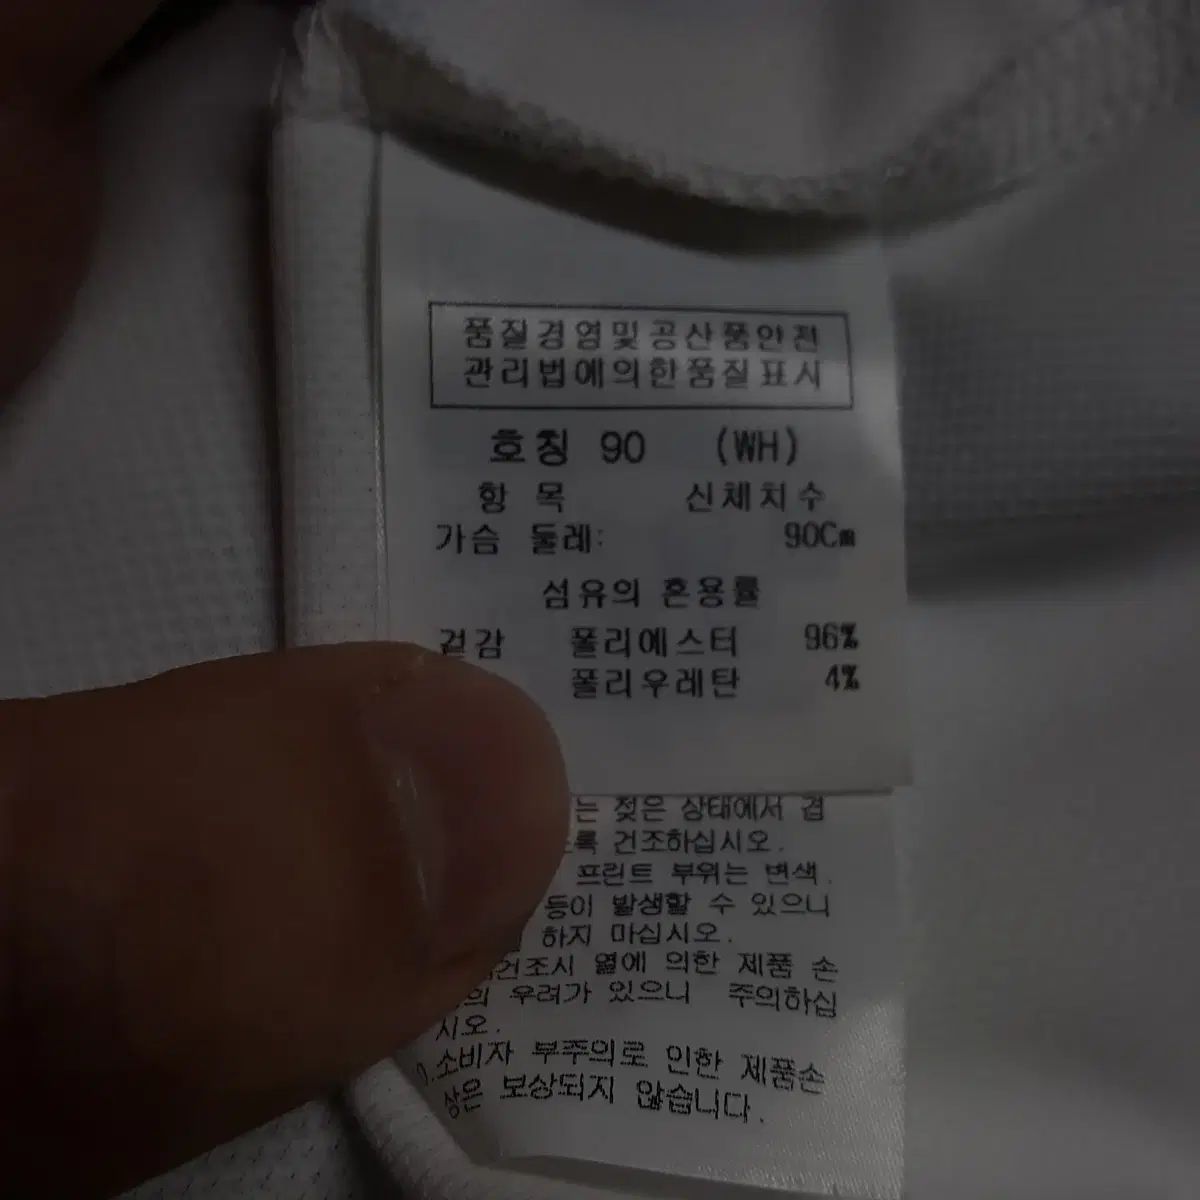 품질경영및공산품안전
관리법에의한품질표시
호칭 90 (WH)
항 목 신체치수
가슴 둘레: 90Cm
섬유의 혼용률
겉감 폴리에스터 96%
폴리우레탄 4%
는 젖은 상태에서 겹
록 건조하십시오.
프린트 부위는 변색.
등이 발생할 수 있으니
하지 마십시오.
건조시 열에 의한 제품 손
의 우려가 있으니 주의하십
시오.
소비자 부주의로 인한 제품손
상은 보상되지 않습니다.